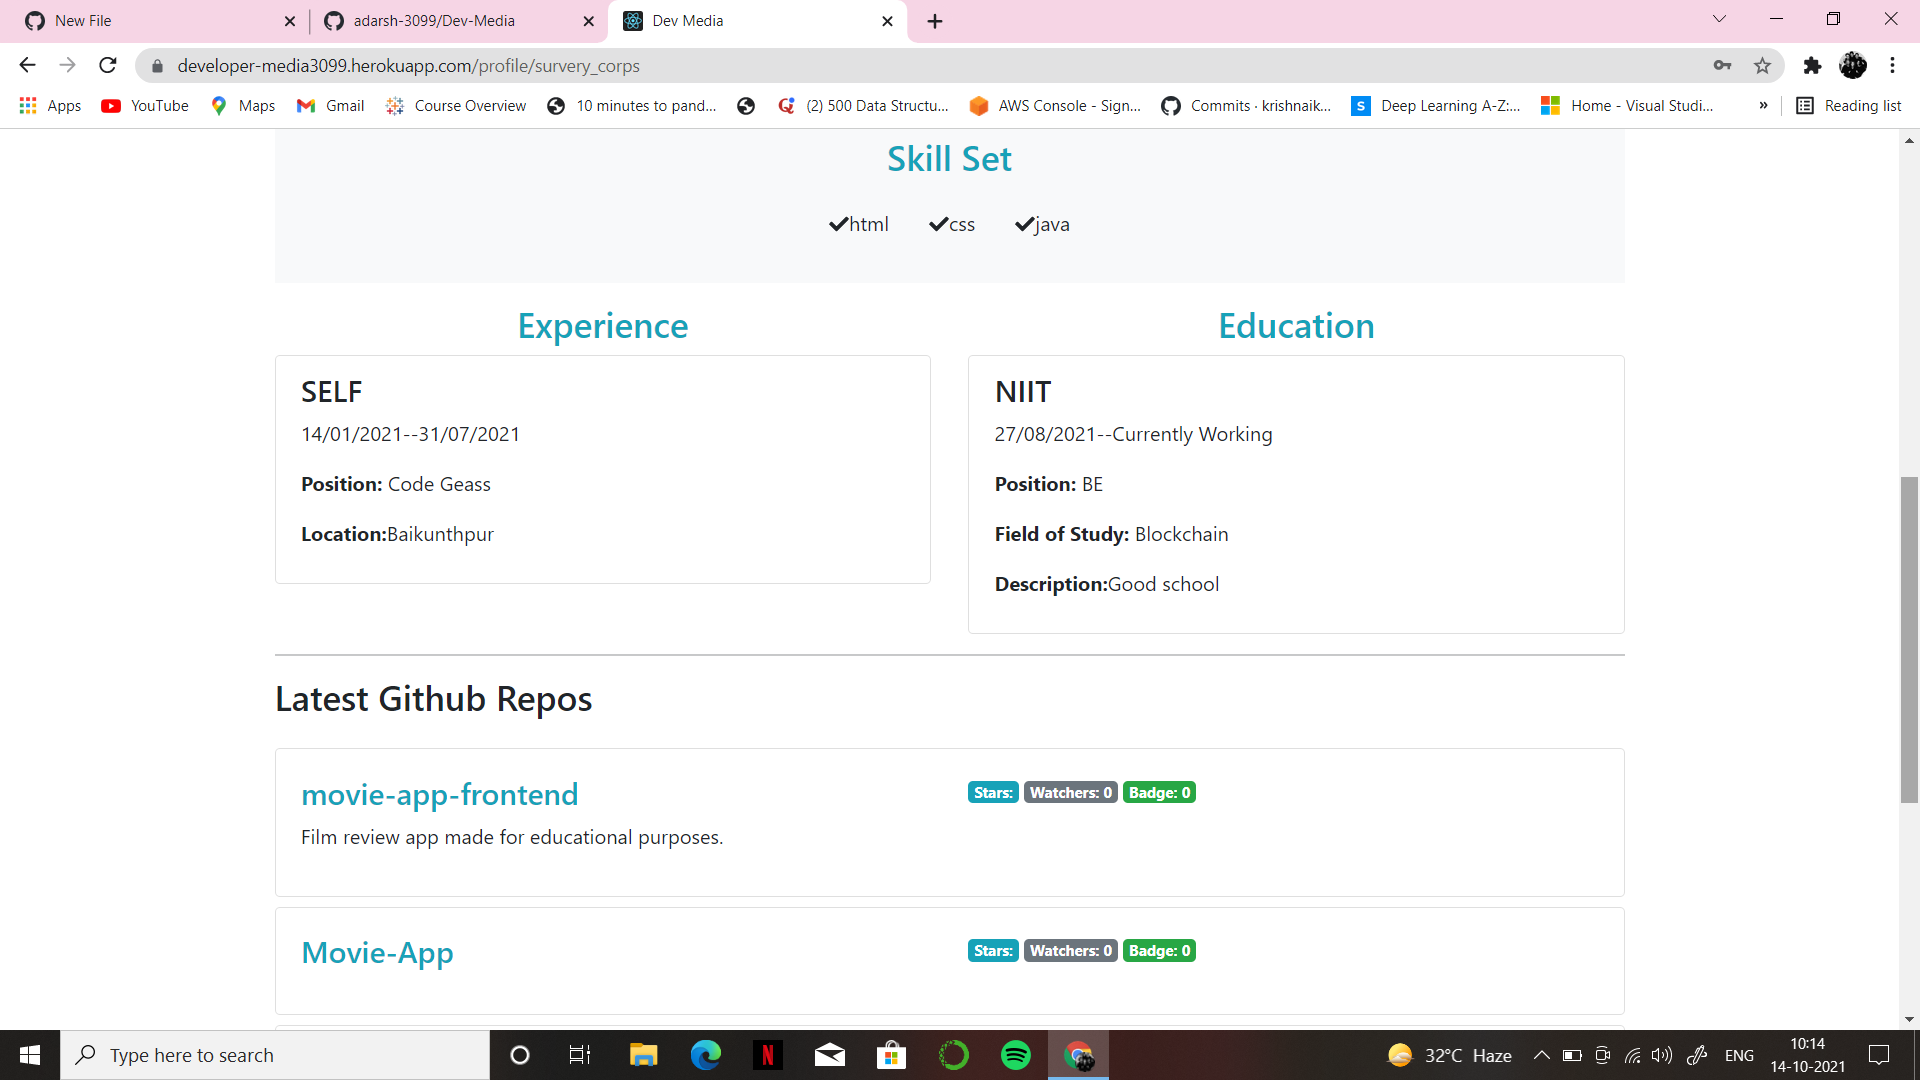 New File
adarsh-3099/Dev-Media
Dev Media
developer-media3099.herokuapp.com/profile/survery_corps
Apps
YouTube
Maps
Gmail
Course Overview
10 minutes to pand...
(2) 500 Data Structu...
AWS Console - Sign...
Commits · krishnaik...
S
Deep Learning A-Z:...
Home - Visual Studi...
»
Reading list
Skill Set
html css java
Experience
SELF
14/01/2021--31/07/2021
Position: Code Geass
Location:Baikunthpur
Education
NIIT
27/08/2021--Currently Working
Position: BE
Field of Study: Blockchain
Description:Good school
Latest Github Repos
movie-app-frontend
Stars: Watchers: 0 Badge: 0
Film review app made for educational purposes.
Movie-App
Stars: Watchers: 0 Badge: 0
Type here to search
N
32°C Haze
ENG
10:14
14-10-2021